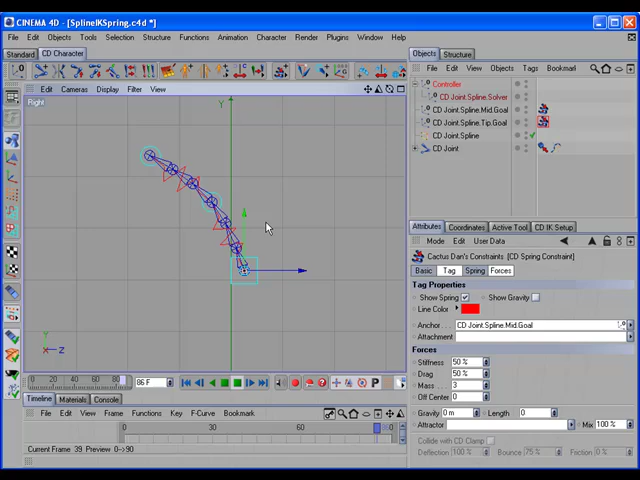 CINEMA 4D - [SplineIKSpring.c4d *]
File Edit Objects Tools Selection Structure Functions Animation Character Render Plugins Window Help
Standard CD Character
Objects Structure
File Edit View Objects Tags Bookmark
Edit Cameras Display Filter View
Right
Y
Controller
CD Joint.Spline.Solver
CD Joint.Spline.Mid.Goal
CD Joint.Spline.Tip.Goal
CD Joint.Spline
CD Joint
Attributes Coordinates Active Tool CD IK Setup
Mode Edit User Data
Cactus Dan's Constraints [CD Spring Constraint]
Basic Tag Spring Forces
Tag Properties
Show Spring Show Gravity
Line Color
Anchor CD Joint.Spline.Mid.Goal
Attachment
Forces
Stiffness 50 %
Drag 50 %
Mass 3
Off Center 0
Gravity 0 m Length 0
Attractor Mix 100 %
Collide with CD Clamp
Deflection 100 % Bounce 75 % Friction 0 %
Y
Z
0 20 40 60 80 86 F
Timeline Materials Console
File Edit View Frame Functions Key F-Curve Bookmark
0 30 60
Current Frame 39 Preview 0->90